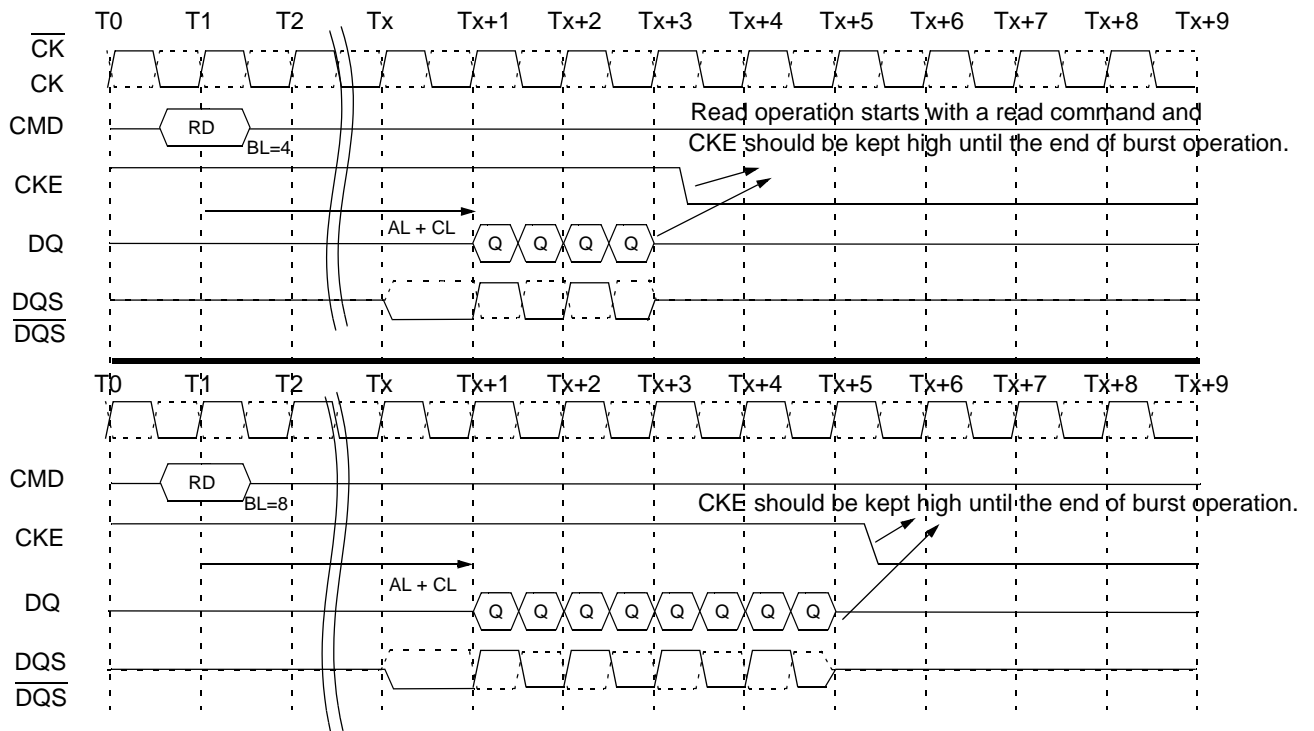 T0 T1 T2 Tx Tx+1 Tx+2 Tx+3 Tx+4 Tx+5 Tx+6 Tx+7 Tx+8 Tx+9
CK
CK
Read operation starts with a read command and
CMD RD
BL=4
CKE should be kept high until the end of burst operation.
CKE
AL + CL
DQ Q Q Q Q
DQS
DQS
T0 T1 T2 Tx Tx+1 Tx+2 Tx+3 Tx+4 Tx+5 Tx+6 Tx+7 Tx+8 Tx+9
CMD RD
BL=8
CKE should be kept high until the end of burst operation.
CKE
AL + CL
DQ Q Q Q Q Q Q Q Q
DQS
DQS